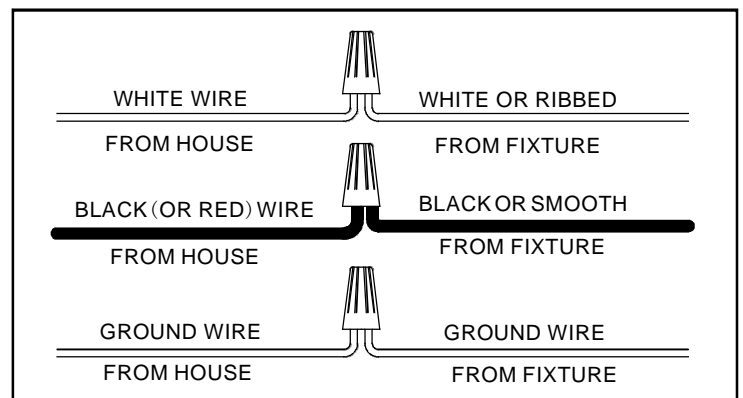 WHITE WIRE
WHITE OR RIBBED
FROM HOUSE
FROM FIXTURE
BLACK (OR RED) WIRE
BLACK OR SMOOTH
FROM HOUSE
FROM FIXTURE
GROUND WIRE
GROUND WIRE
FROM HOUSE
FROM FIXTURE